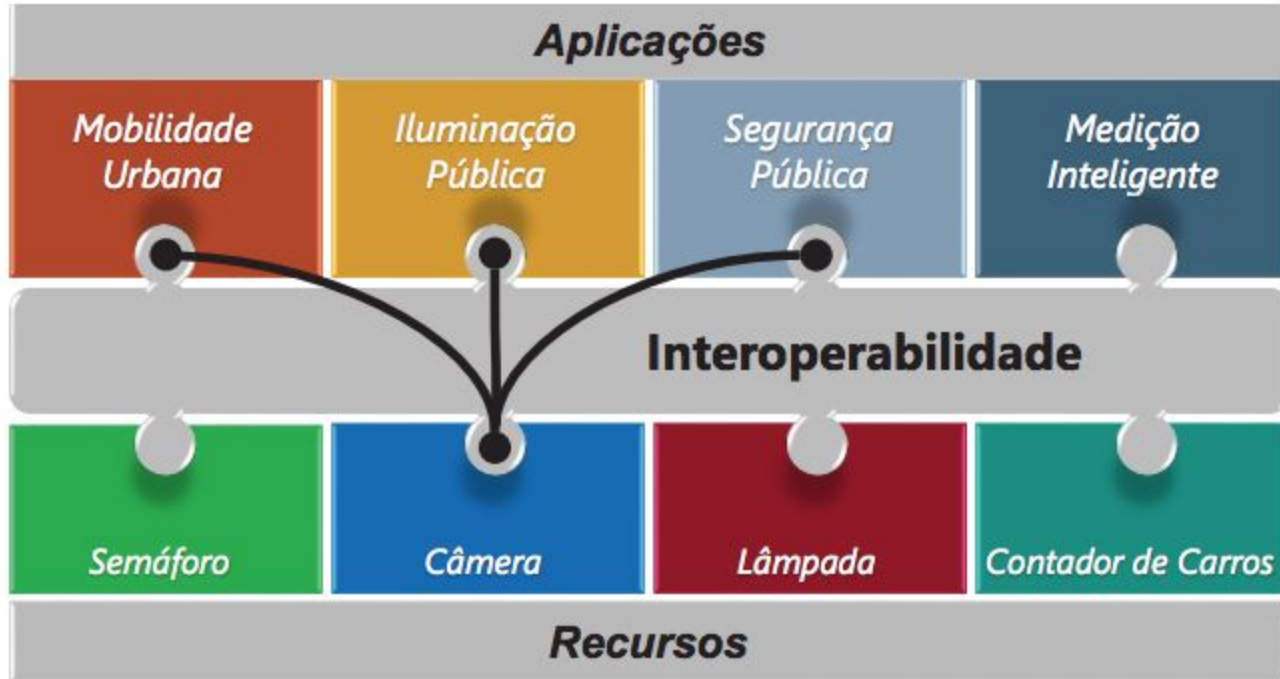 Aplicações
Mobilidade
Urbana
Iluminação
Pública
Segurança
Pública
Medição
Inteligente
Interoperabilidade
Semáforo
Câmera
Lâmpada
Contador de Carros
Recursos